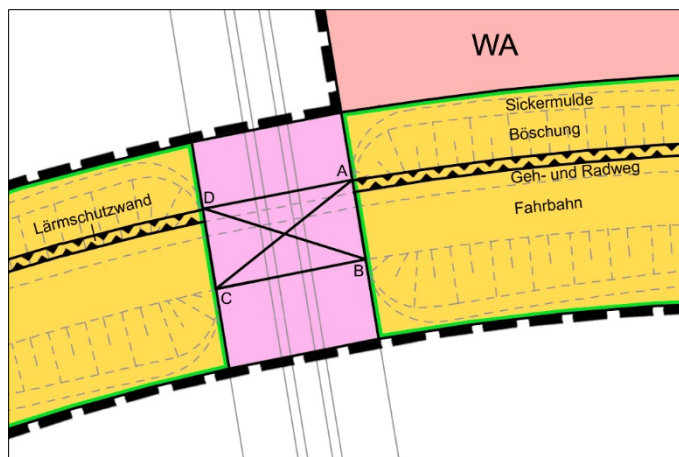 WA
Sickermulde
Böschung
A
Geh- und Radweg
Lärmschutzwand
D
Fahrbahn
B
C